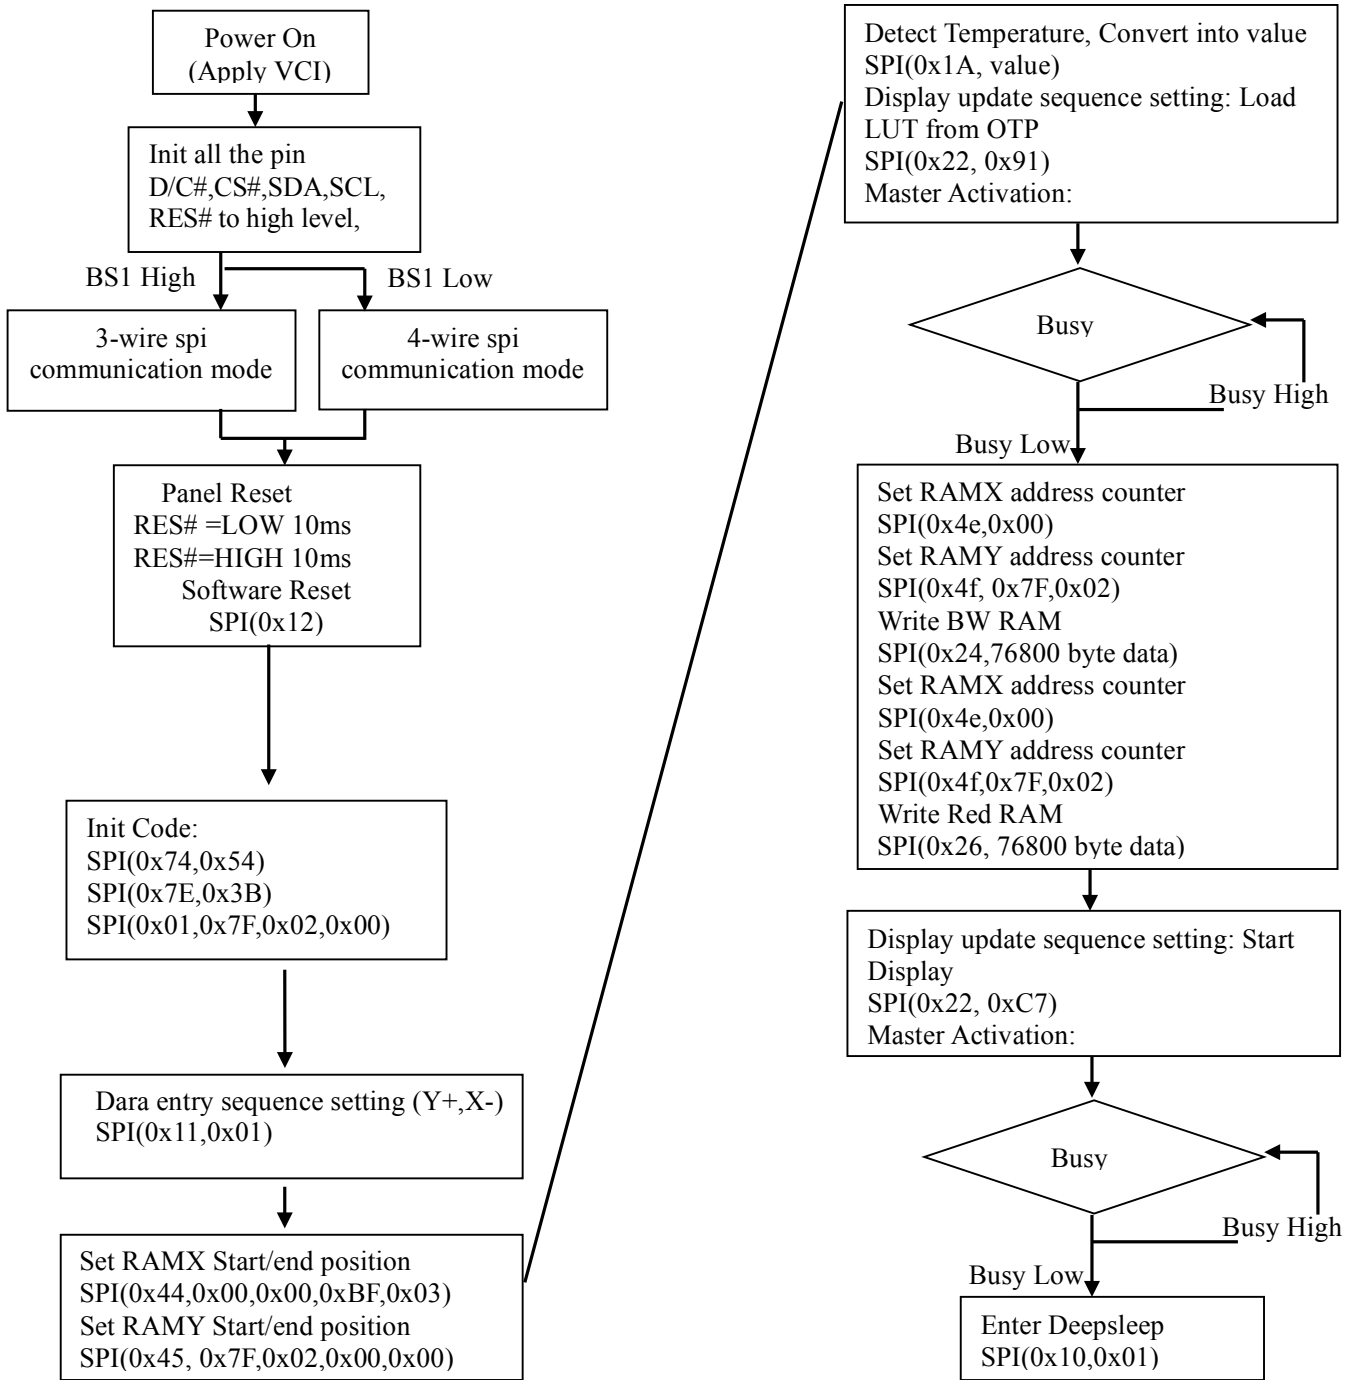 Power On
(Apply VCI)
Init all the pin
D/C#,CS#,SDA,SCL,
RES# to high level,
BS1 High
BS1 Low
3-wire spi
communication mode
4-wire spi
communication mode
Panel Reset
RES# =LOW 10ms
RES#=HIGH 10ms
Software Reset
SPI(0x12)
Init Code:
SPI(0x74,0x54)
SPI(0x7E,0x3B)
SPI(0x01,0x7F,0x02,0x00)
Dara entry sequence setting (Y+,X-)
SPI(0x11,0x01)
Set RAMX Start/end position
SPI(0x44,0x00,0x00,0xBF,0x03)
Set RAMY Start/end position
SPI(0x45, 0x7F,0x02,0x00,0x00)
Detect Temperature, Convert into value
SPI(0x1A, value)
Display update sequence setting: Load
LUT from OTP
SPI(0x22, 0x91)
Master Activation:
Busy
Busy High
Busy Low
Set RAMX address counter
SPI(0x4e,0x00)
Set RAMY address counter
SPI(0x4f, 0x7F,0x02)
Write BW RAM
SPI(0x24,76800 byte data)
Set RAMX address counter
SPI(0x4e,0x00)
Set RAMY address counter
SPI(0x4f,0x7F,0x02)
Write Red RAM
SPI(0x26, 76800 byte data)
Display update sequence setting: Start
Display
SPI(0x22, 0xC7)
Master Activation:
Busy
Busy High
Busy Low
Enter Deepsleep
SPI(0x10,0x01)